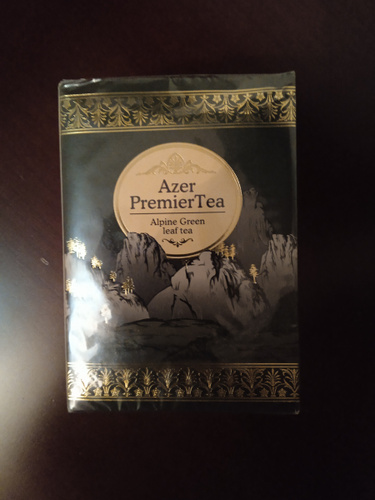 Azer
PremierTea
Alpine Green
leaf tea